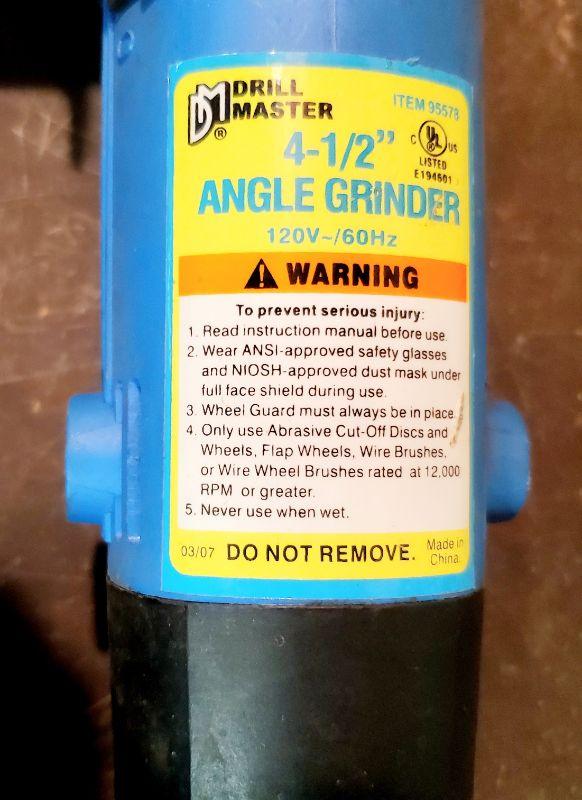 DM DRILL
MASTER
®
ITEM 95578
C UL US
®
LISTED
E194601
4-1/2"
ANGLE GRINDER
120V~/60Hz
WARNING
To prevent serious injury:
1. Read instruction manual before use.
2. Wear ANSI-approved safety glasses
and NIOSH-approved dust mask under
full face shield during use.
3. Wheel Guard must always be in place.
4. Only use Abrasive Cut-Off Discs and
Wheels, Flap Wheels, Wire Brushes,
or Wire Wheel Brushes rated at 12,000
RPM or greater.
5. Never use when wet.
03/07 DO NOT REMOVE. Made in
China.